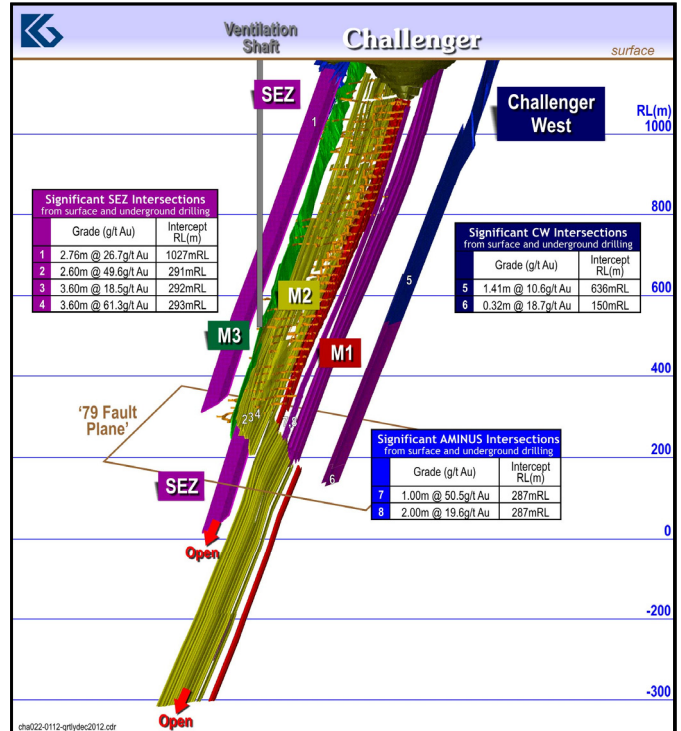 Ventilation
Shaft
Challenger
surface
SEZ
1
Challenger
West
RL(m)
1000
Significant SEZ Intersections
from surface and underground drilling
Grade (g/t Au) Intercept RL(m)
1 2.76m @ 26.7g/t Au 1027mRL
2 2.60m @ 49.6g/t Au 291mRL
3 3.60m @ 18.5g/t Au 292mRL
4 3.60m @ 61.3g/t Au 293mRL
800
Significant CW Intersections
from surface and underground drilling
Grade (g/t Au) Intercept RL(m)
5 1.41m @ 10.6g/t Au 636mRL
6 0.32m @ 18.7g/t Au 150mRL
5
M2
600
M3
M1
400
'79 Fault
Plane'
234
7
8
Significant AMINUS Intersections
from surface and underground drilling
Grade (g/t Au) Intercept RL(m)
7 1.00m @ 50.5g/t Au 287mRL
8 2.00m @ 19.6g/t Au 287mRL
200
SEZ
6
0
Open
-200
-300
Open
cha022-0112-qrtlydec2012.cdr